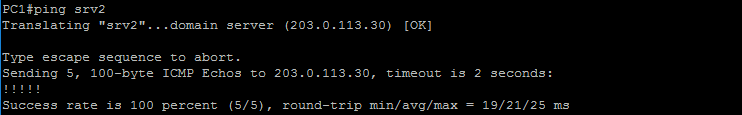 PC1#ping srv2
Translating "srv2"...domain server (203.0.113.30) [OK]
Type escape sequence to abort.
Sending 5, 100-byte ICMP Echos to 203.0.113.30, timeout is 2 seconds:
!!!!!
Success rate is 100 percent (5/5), round-trip min/avg/max = 19/21/25 ms